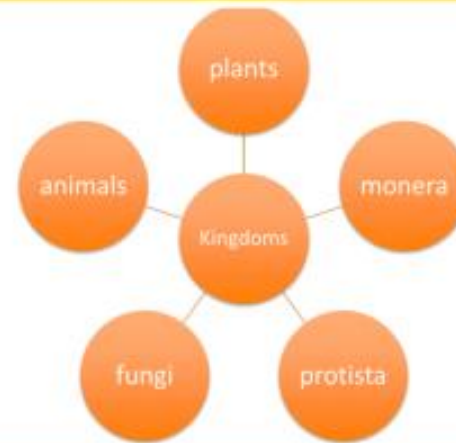 plants
animals
monera
Kingdoms
fungi
protista